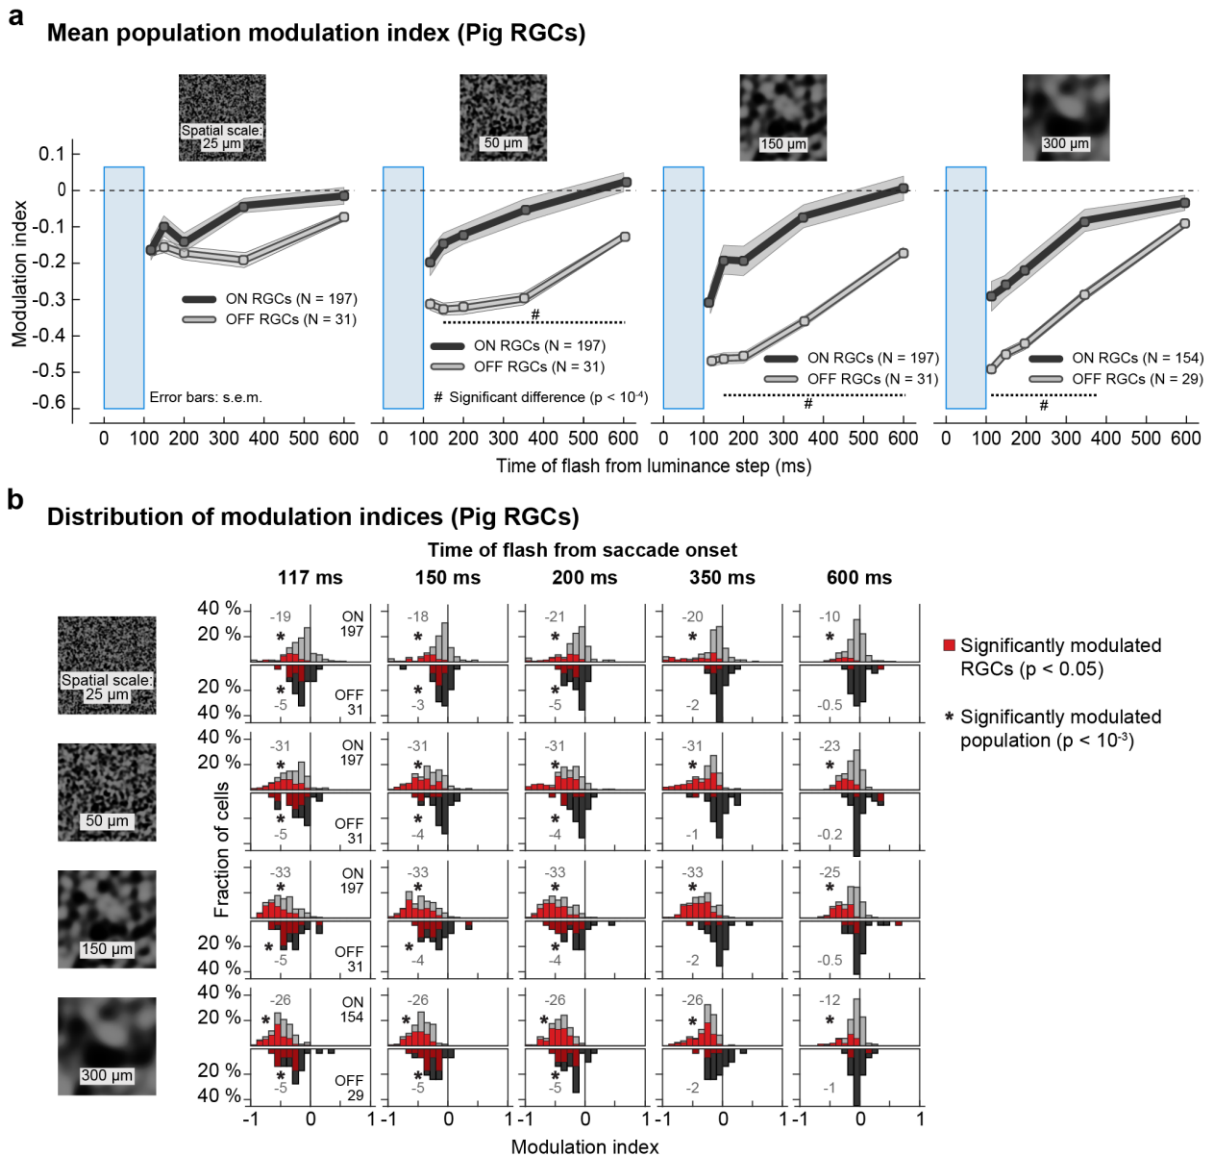 a
Mean population modulation index (Pig RGCs)
Spatial scale:
25 µm
50 µm
150 µm
300 µm
Modulation index
0.1
0
-0.1
-0.2
-0.3
-0.4
-0.5
-0.6
ON RGCs (N = 197)
OFF RGCs (N = 31)
Error bars: s.e.m.
#
ON RGCs (N = 197)
OFF RGCs (N = 31)
# Significant difference (p < 10⁻⁴)
ON RGCs (N = 197)
OFF RGCs (N = 31)
#
ON RGCs (N = 154)
OFF RGCs (N = 29)
#
0 100 200 300 400 500 600
0 100 200 300 400 500 600
0 100 200 300 400 500 600
0 100 200 300 400 500 600
Time of flash from luminance step (ms)
b
Distribution of modulation indices (Pig RGCs)
Time of flash from saccade onset
117 ms 150 ms 200 ms 350 ms 600 ms
Fraction of cells
Spatial scale:
25 µm
40 %
20 %
20 %
40 %
-19 * ON 197 -18 * -21 * -20 * -10 *
* -5 OFF 31 * -3 * -5 -2 -0.5
50 µm
40 %
20 %
20 %
40 %
-31 * ON 197 -31 * -31 * -31 * -23 *
* -5 OFF 31 * -4 * -4 -1 -0.2
150 µm
40 %
20 %
20 %
40 %
-33 * ON 197 -33 * -33 * -33 * -25 *
* -5 OFF 31 * -4 * -4 -2 -0.5
300 µm
40 %
20 %
20 %
40 %
-26 * ON 154 -26 * -26 * -26 * -12 *
* -5 OFF 29 * -5 * -5 -2 -1
-1 0 1 -1 0 1 -1 0 1 -1 0 1 -1 0 1
Modulation index
Significantly modulated
RGCs (p < 0.05)
* Significantly modulated
population (p < 10⁻³)